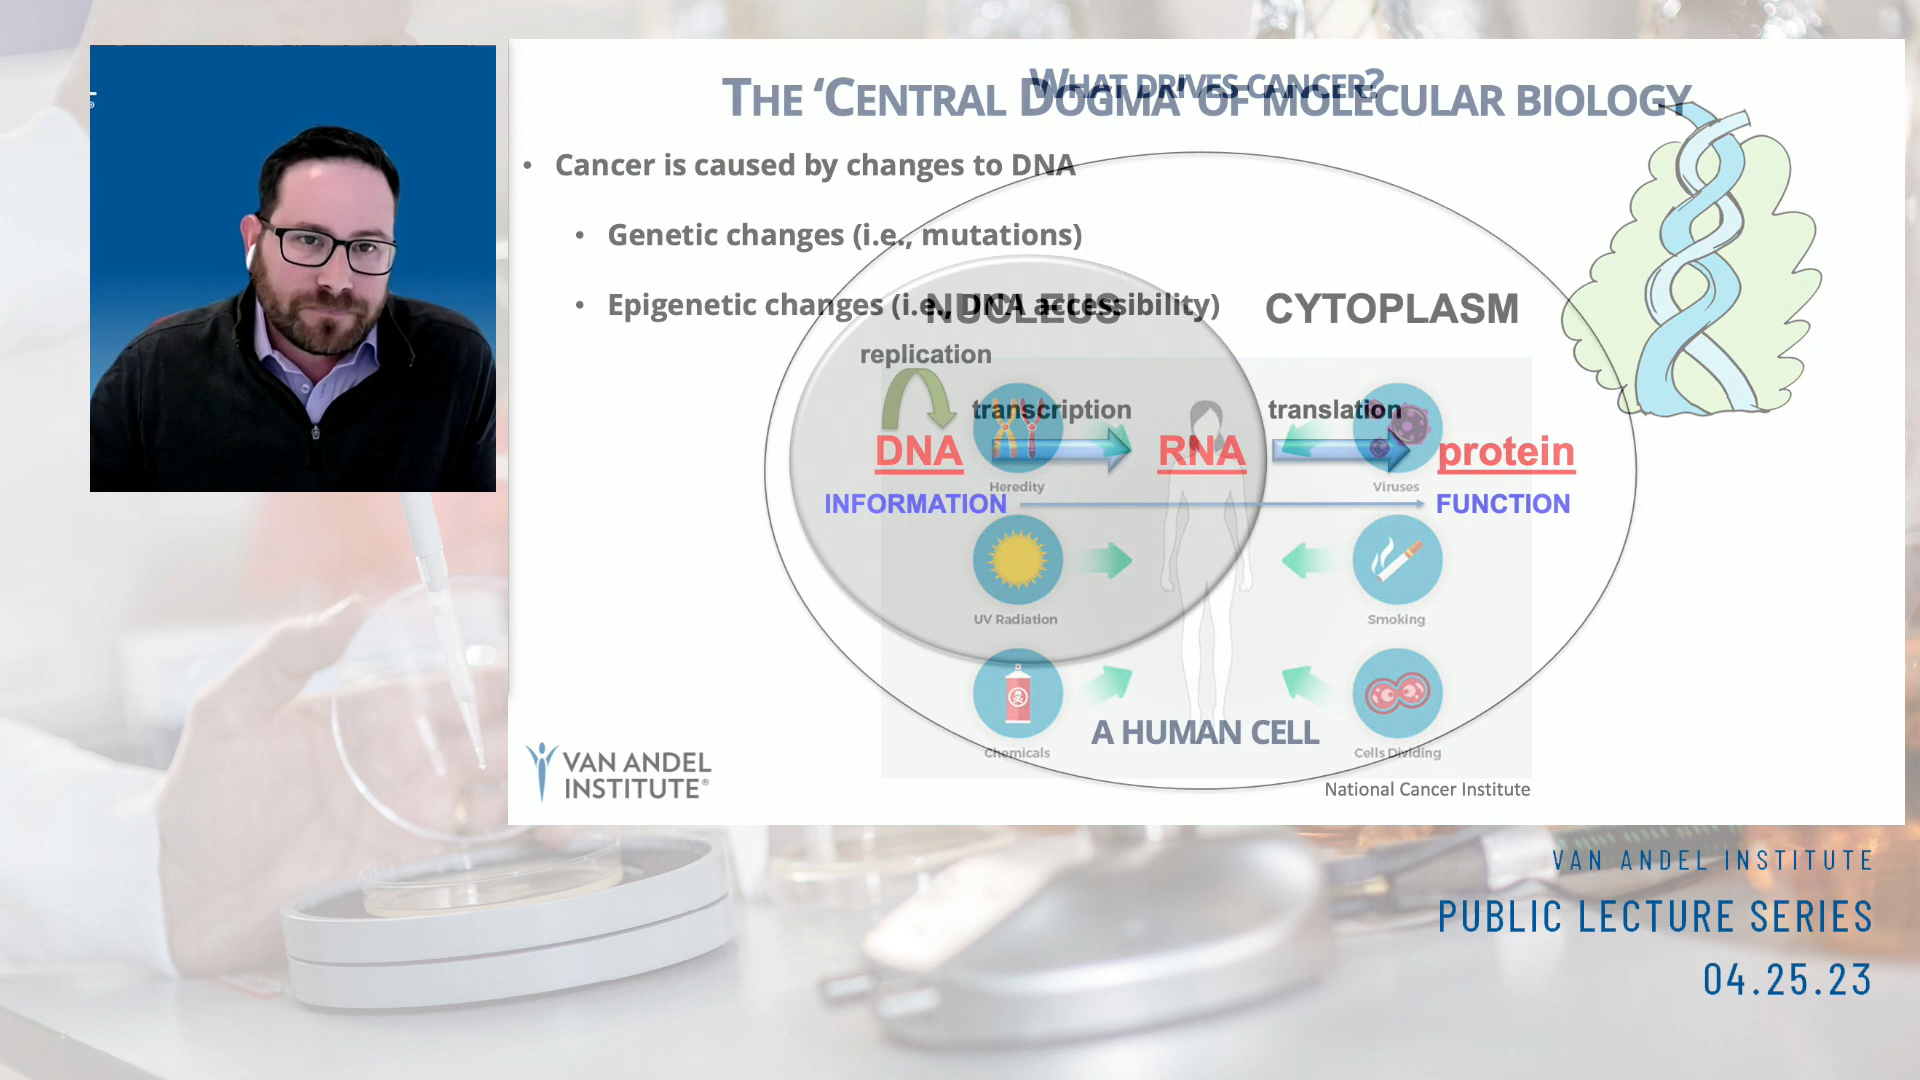 WHAT DRIVES CANCER?
THE ‘CENTRAL DOGMA’ OF MOLECULAR BIOLOGY
• Cancer is caused by changes to DNA
• Genetic changes (i.e., mutations)
• Epigenetic changes (i.e., DNA accessibility)
NUCLEUS
CYTOPLASM
replication
transcription
translation
DNA
RNA
protein
Heredity
Viruses
INFORMATION
FUNCTION
UV Radiation
Smoking
A HUMAN CELL
Chemicals
Cells Dividing
National Cancer Institute
VAN ANDEL
INSTITUTE®
VAN ANDEL INSTITUTE
PUBLIC LECTURE SERIES
04.25.23